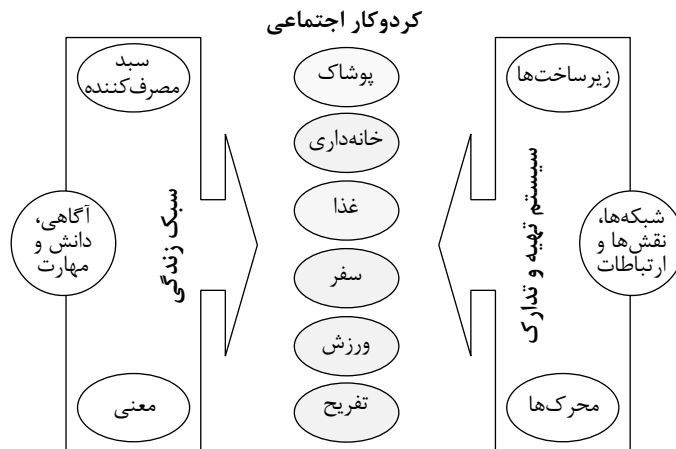 کردوکار اجتماعی
زیرساخت‌ها
شبکه‌ها،
نقش‌ها و
ارتباطات
محرک‌ها
سیستم تهیه و تدارک
پوشاک
خانه‌داری
غذا
سفر
ورزش
تفریح
سبک زندگی
سبد
مصرف‌کننده
آگاهی،
دانش و
مهارت
معنی